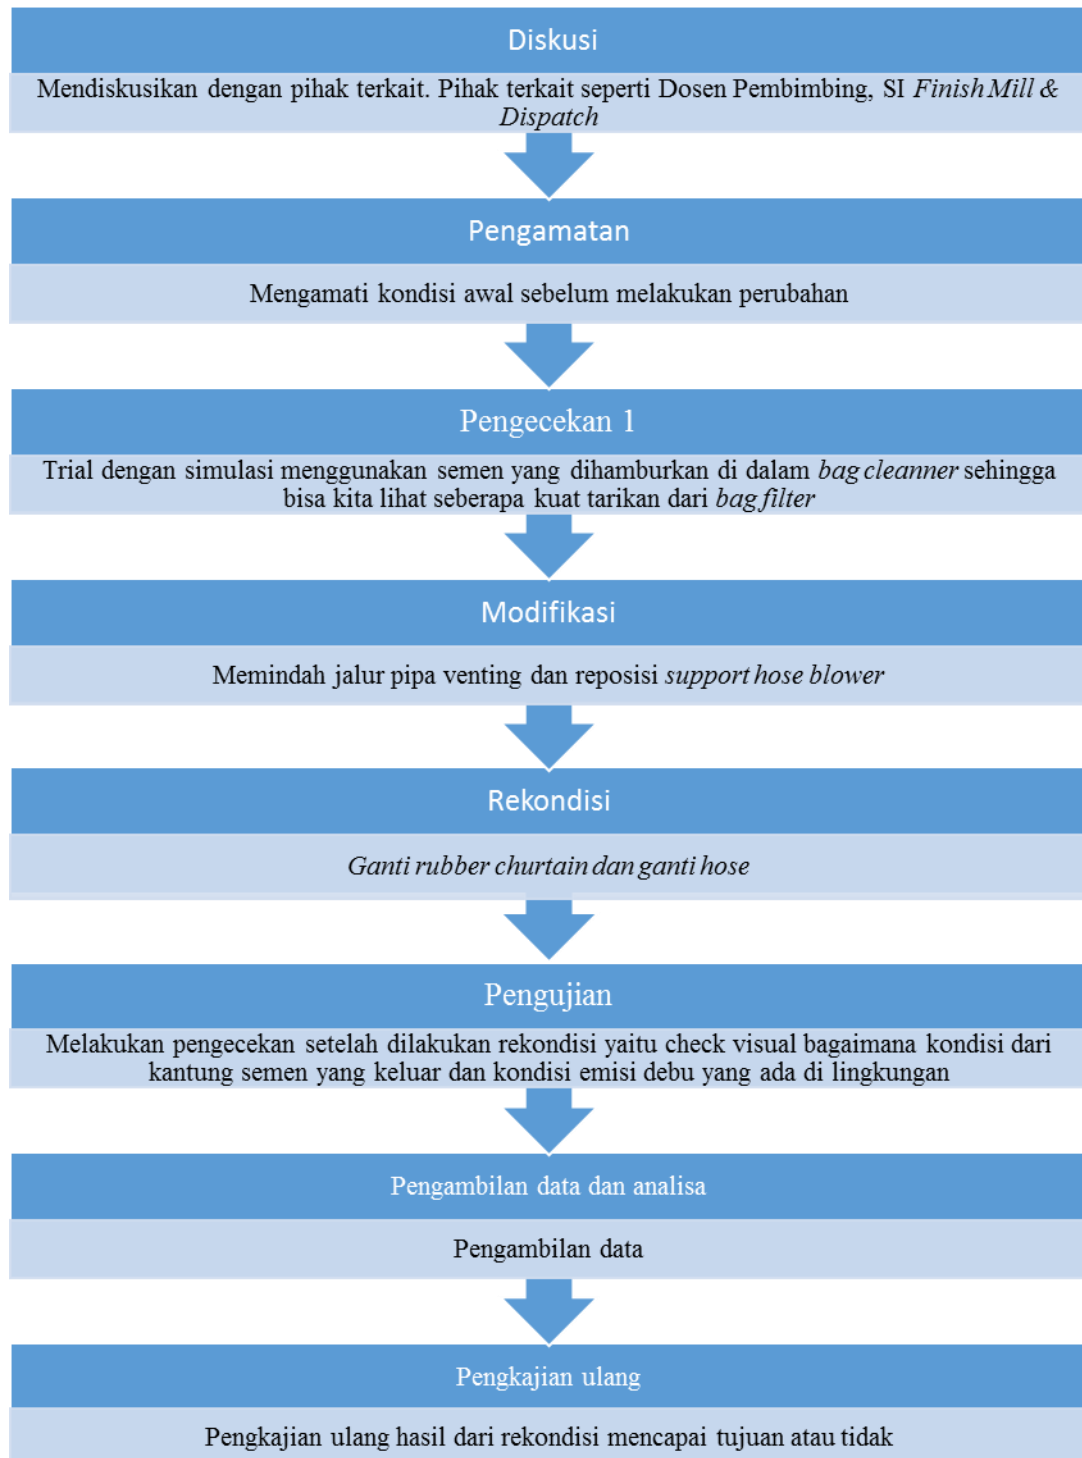 Diskusi
Mendiskusikan dengan pihak terkait. Pihak terkait seperti Dosen Pembimbing, SI Finish Mill &
Dispatch
Pengamatan
Mengamati kondisi awal sebelum melakukan perubahan
Pengecekan 1
Trial dengan simulasi menggunakan semen yang dihamburkan di dalam bag cleanner sehingga
bisa kita lihat seberapa kuat tarikan dari bag filter
Modifikasi
Memindah jalur pipa venting dan reposisi support hose blower
Rekondisi
Ganti rubber churtain dan ganti hose
Pengujian
Melakukan pengecekan setelah dilakukan rekondisi yaitu check visual bagaimana kondisi dari
kantung semen yang keluar dan kondisi emisi debu yang ada di lingkungan
Pengambilan data dan analisa
Pengambilan data
Pengkajian ulang
Pengkajian ulang hasil dari rekondisi mencapai tujuan atau tidak